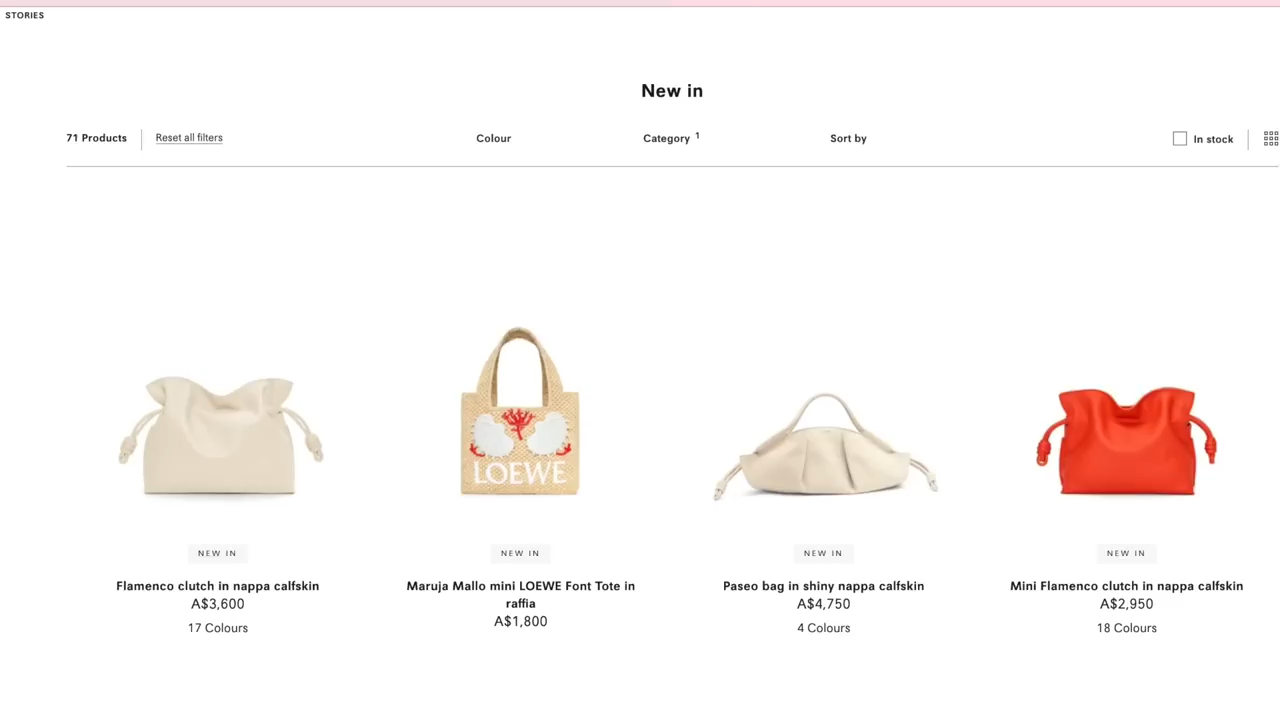 STORIES
New in
71 Products
Reset all filters
Colour
Category 1
Sort by
In stock
LOEWE
NEW IN
Flamenco clutch in nappa calfskin
A$3,600
17 Colours
NEW IN
Maruja Mallo mini LOEWE Font Tote in
raffia
A$1,800
NEW IN
Paseo bag in shiny nappa calfskin
A$4,750
4 Colours
NEW IN
Mini Flamenco clutch in nappa calfskin
A$2,950
18 Colours